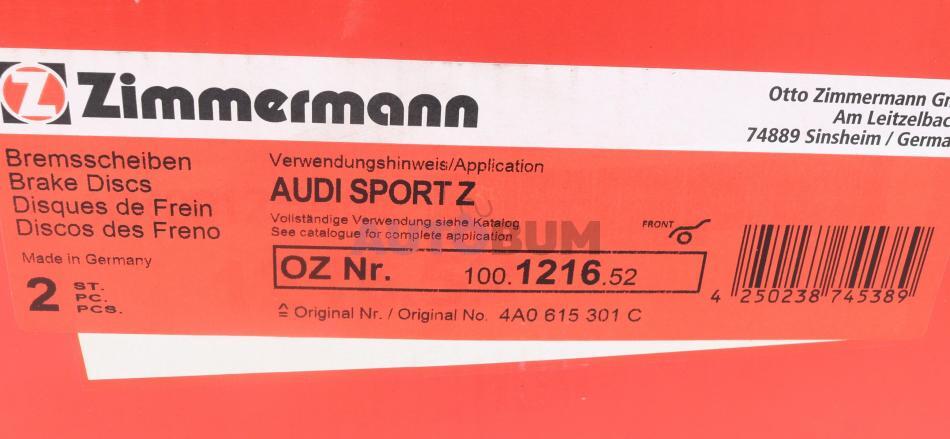 Z Zimmermann
Otto Zimmermann
Am Leitzelbac
74889 Sinsheim / Germa
Bremsscheiben
Brake Discs
Disques de Frein
Discos des Freno
Made in Germany
2 ST.
PC.
PCS.
Verwendungshinweis/Application
AUDI SPORT Z
Vollständige Verwendung siehe Katalog
See catalogue for complete application
AUTOBUM
FRONT
OZ Nr. 100.1216.52
≙ Original Nr. / Original No. 4A0 615 301 C
4 250238 745389